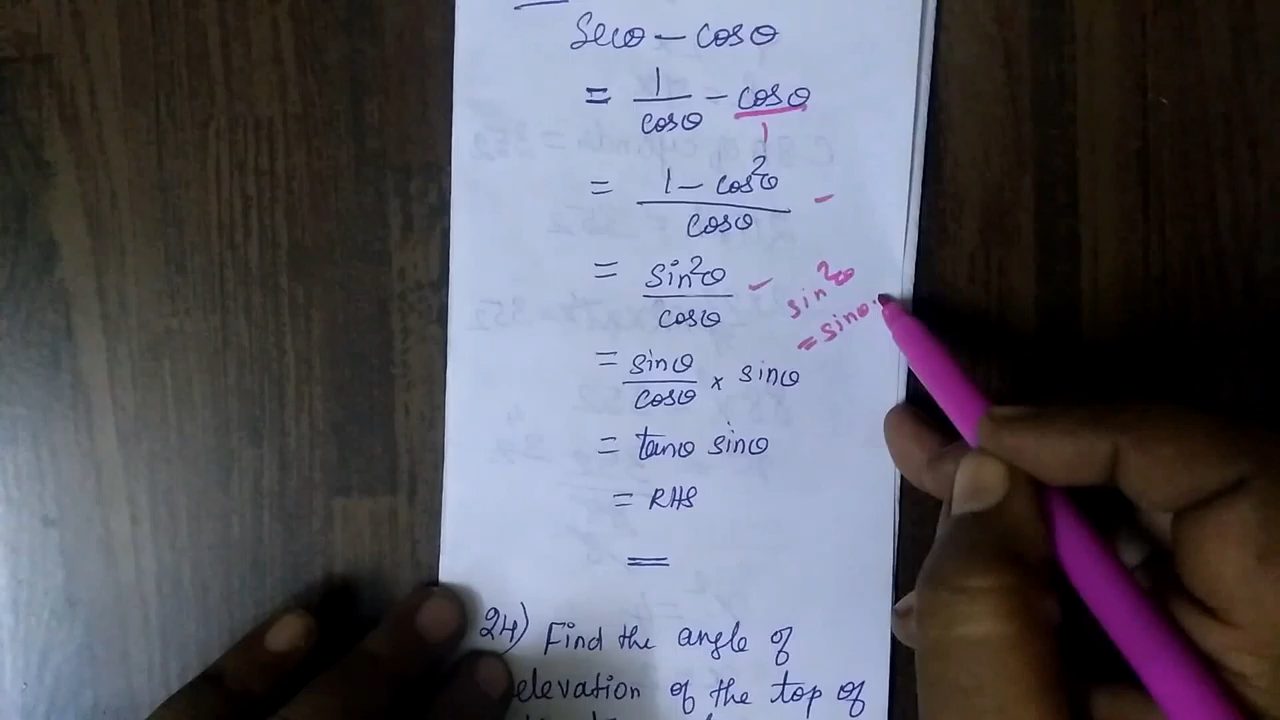 Secθ - cosθ
= 1/cosθ - cosθ/1
= 1 - cos²θ/cosθ
= sin²θ/cosθ
sin²θ
= sinθ.
= sinθ/cosθ × sinθ
= tanθ sinθ
= RHS
24) Find the angle of
elevation of the top of